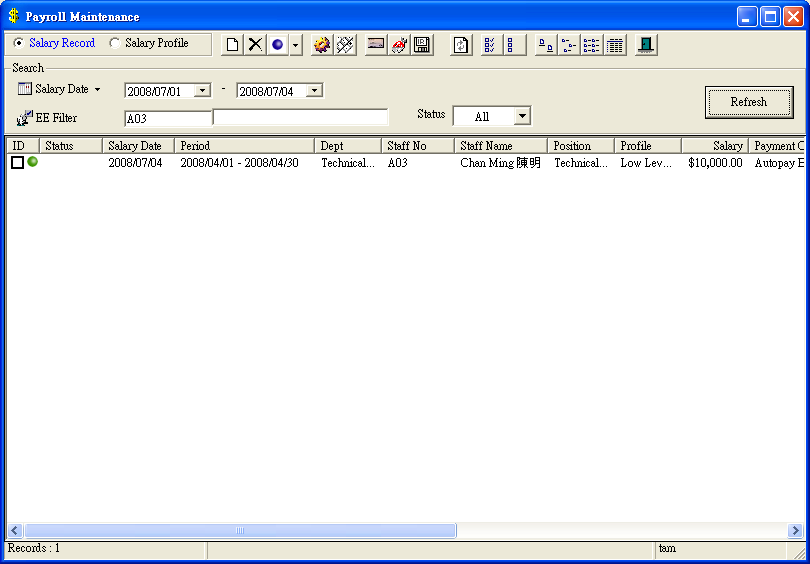 Payroll Maintenance
Salary Record Salary Profile
Search
Salary Date 2008/07/01 - 2008/07/04
Refresh
EE Filter A03 Status All
ID Status Salary Date Period Dept Staff No Staff Name Position Profile Salary Payment C
2008/07/04 2008/04/01 - 2008/04/30 Technical... A03 Chan Ming 陳明 Technical... Low Lev... $10,000.00 Autopay E
Records : 1 tam